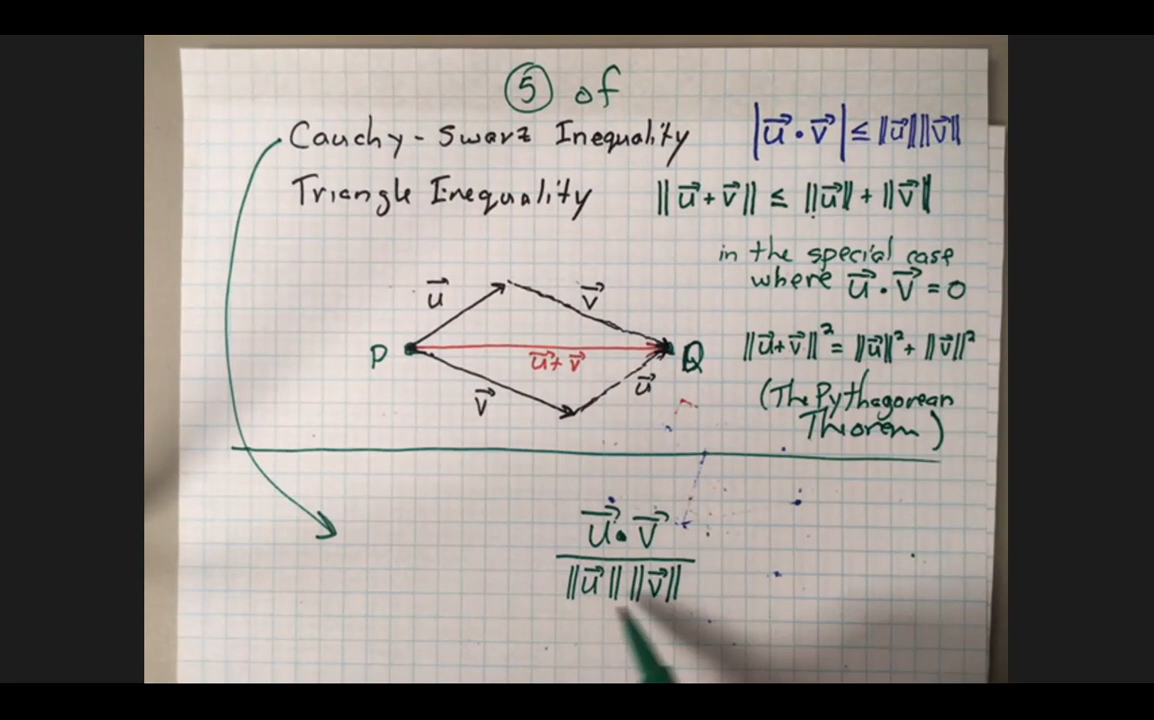 ⑤ of
Cauchy - Swarz Inequality |u⃗ · v⃗| ≤ ‖u⃗‖‖v⃗‖
Triangle Inequality ‖u⃗ + v⃗‖ ≤ ‖u⃗‖ + ‖v⃗‖
in the special case
where u⃗ · v⃗ = 0
‖u⃗+v⃗‖² = ‖u⃗‖² + ‖v⃗‖²
(The Pythagorean
Theorem)
u⃗
v⃗
P
u⃗+v⃗
Q
v⃗
u⃗
u⃗ · v⃗
‖u⃗‖ ‖v⃗‖